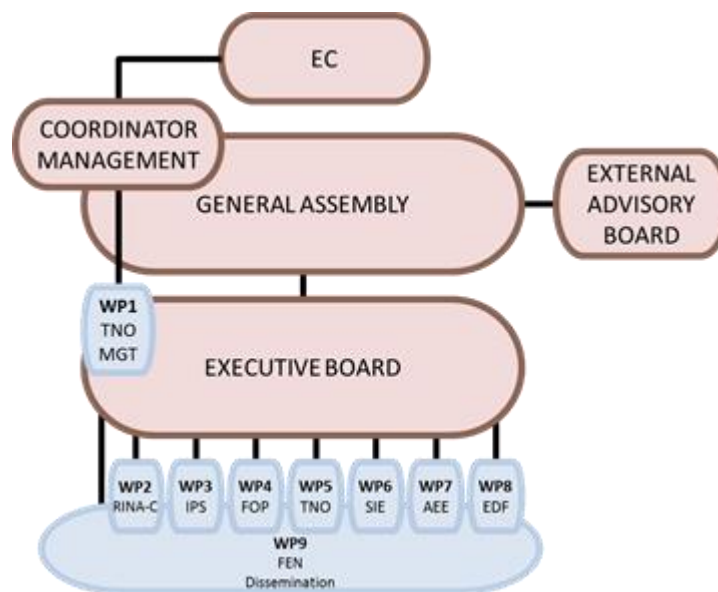 EC
COORDINATOR
MANAGEMENT
GENERAL ASSEMBLY
EXTERNAL
ADVISORY
BOARD
WP1
TNO
MGT
EXECUTIVE BOARD
WP2
RINA-C
WP3
IPS
WP4
FOP
WP5
TNO
WP6
SIE
WP7
AEE
WP8
EDF
WP9
FEN
Dissemination